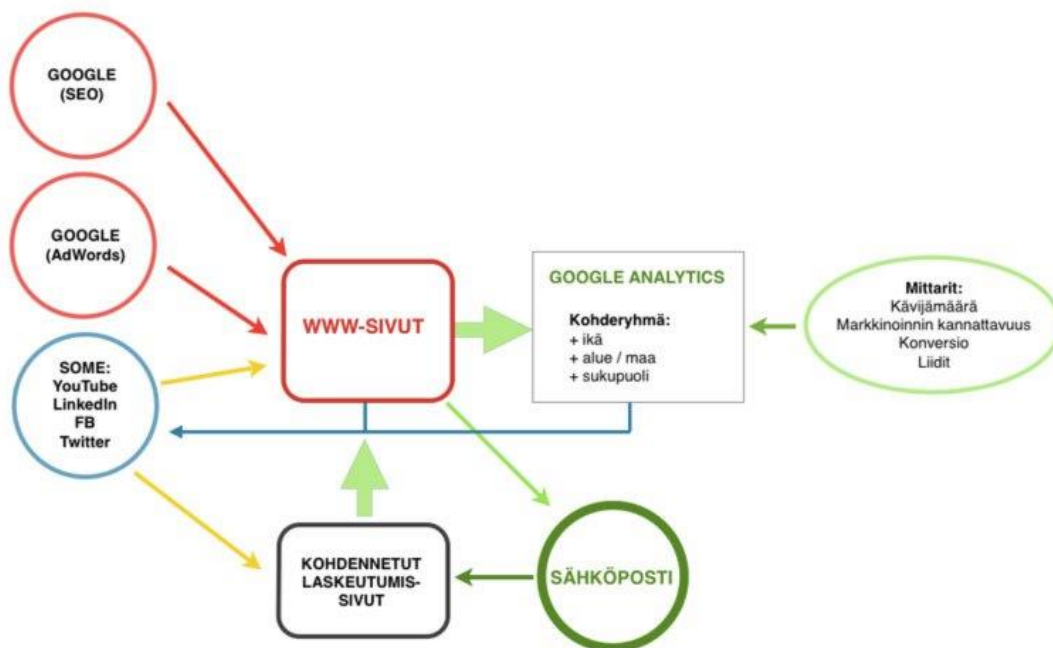 GOOGLE
(SEO)
GOOGLE
(AdWords)
SOME:
YouTube
LinkedIn
FB
Twitter
WWW-SIVUT
GOOGLE ANALYTICS
Kohderyhmä:
+ ikä
+ alue / maa
+ sukupuoli
Mittarit:
Kävijämäärä
Markkinoinnin kannattavuus
Konversio
Liidit
KOHDENNETUT
LASKEUTUMIS-
SIVUT
SÄHKÖPOSTI